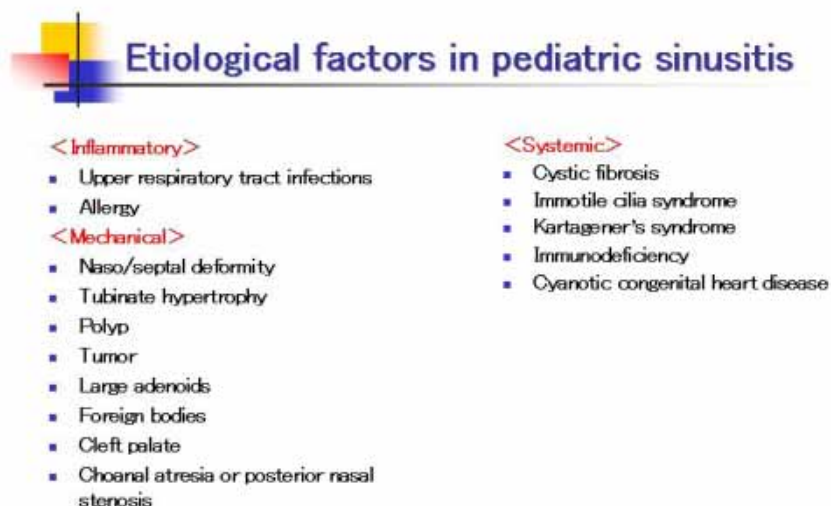 Etiological factors in pediatric sinusitis
<Inflammatory>
Upper respiratory tract infections
Allergy
<Mechanical>
Naso/septal deformity
Tubinate hypertrophy
Polyp
Tumor
Large adenoids
Foreign bodies
Cleft palate
Choanal atresia or posterior nasal
stenosis
<Systemic>
Cystic fibrosis
Immotile cilia syndrome
Kartagener's syndrome
Immunodeficiency
Cyanotic congenital heart disease